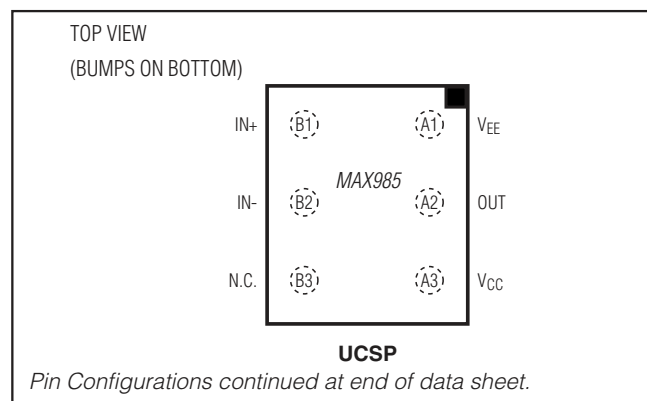 TOP VIEW
(BUMPS ON BOTTOM)
IN+ B1 A1 VEE
MAX985
IN- B2 A2 OUT
N.C. B3 A3 VCC
UCSP
Pin Configurations continued at end of data sheet.